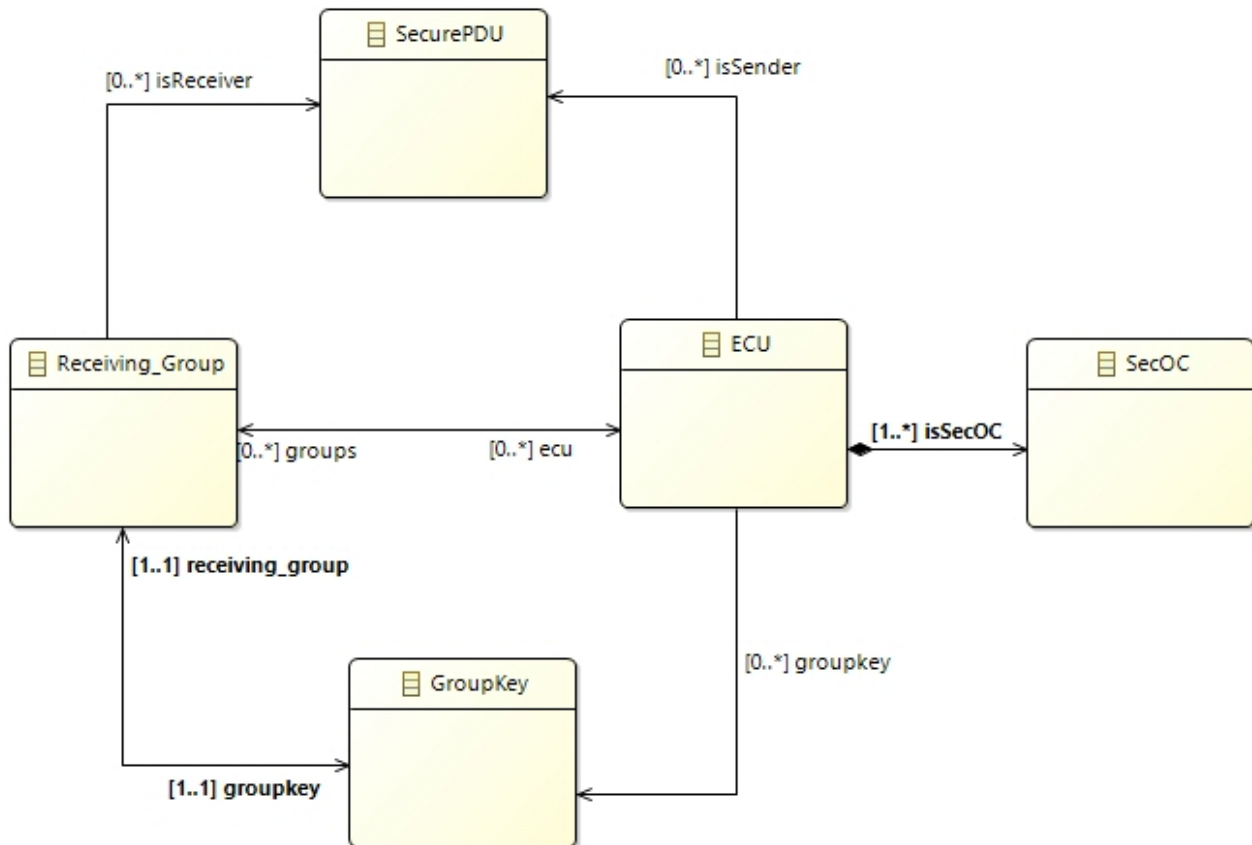 SecurePDU
[0..*] isReceiver
[0..*] isSender
Receiving_Group
ECU
SecOC
[0..*] groups
[0..*] ecu
[1..*] isSecOC
[1..1] receiving_group
[0..*] groupkey
GroupKey
[1..1] groupkey